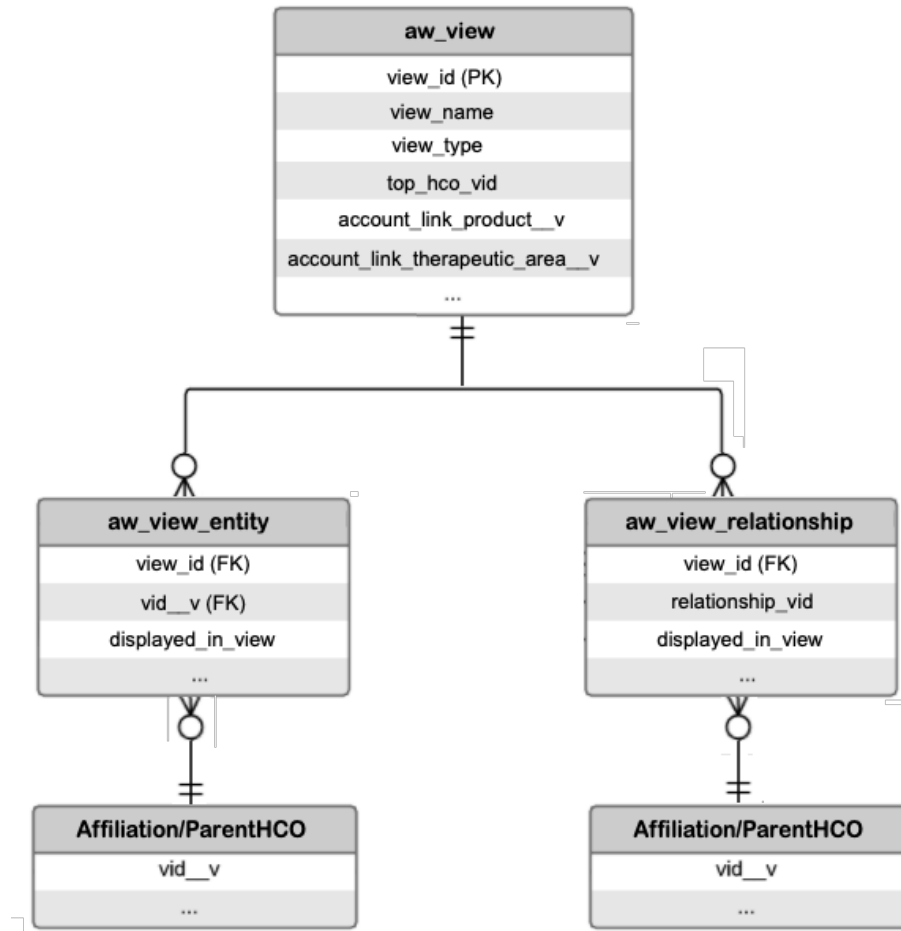 aw_view
view_id (PK)
view_name
view_type
top_hco_vid
account_link_product__v
account_link_therapeutic_area__v
...
aw_view_entity
view_id (FK)
vid__v (FK)
displayed_in_view
...
aw_view_relationship
view_id (FK)
relationship_vid
displayed_in_view
...
Affiliation/ParentHCO
vid__v
...
Affiliation/ParentHCO
vid__v
...